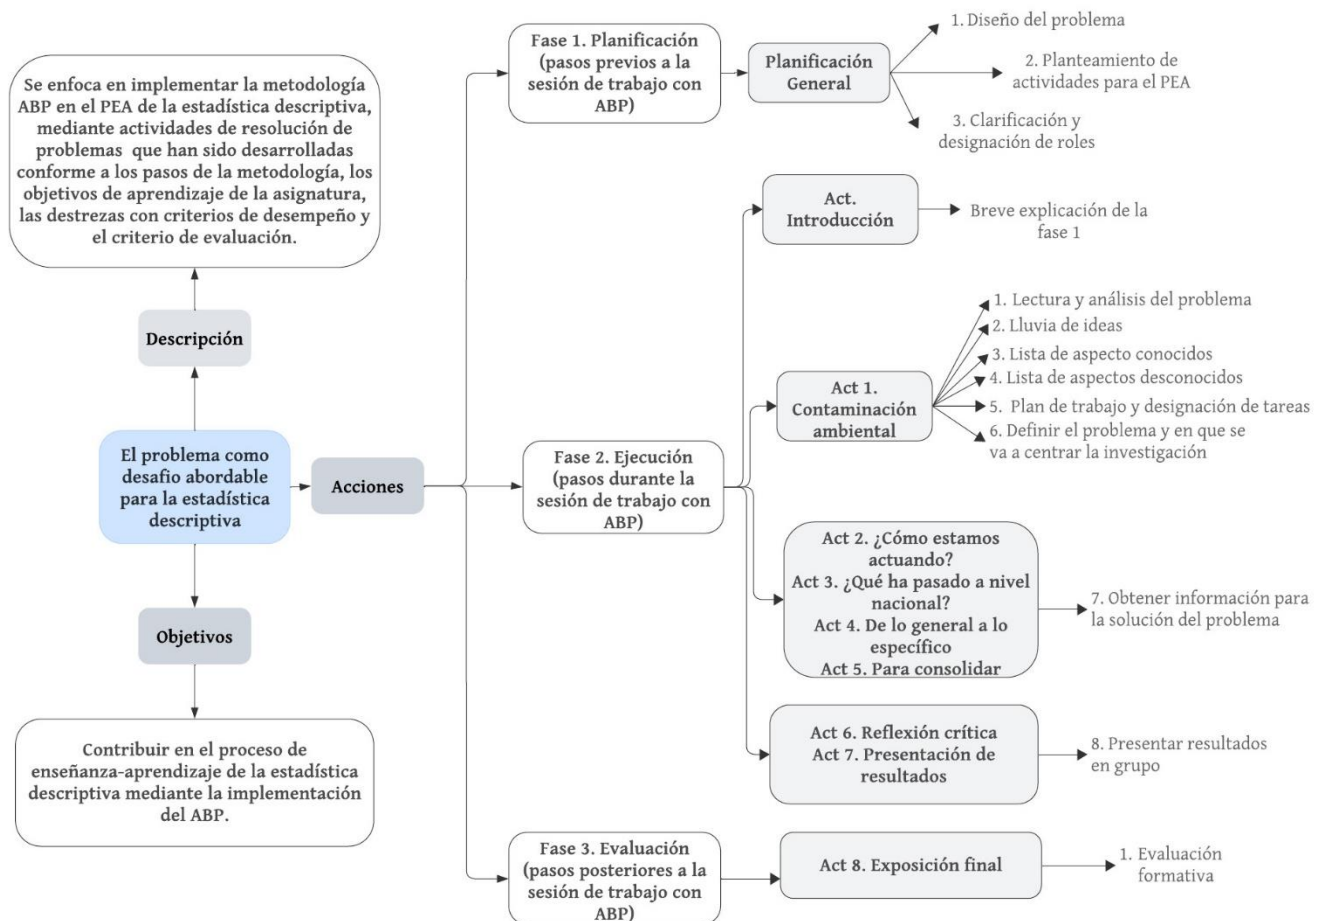 Se enfoca en implementar la metodología
ABP en el PEA de la estadística descriptiva,
mediante actividades de resolución de
problemas que han sido desarrolladas
conforme a los pasos de la metodología, los
objetivos de aprendizaje de la asignatura,
las destrezas con criterios de desempeño y
el criterio de evaluación.
Descripción
El problema como
desafio abordable
para la estadística
descriptiva
Acciones
Objetivos
Contribuir en el proceso de
enseñanza-aprendizaje de la estadística
descriptiva mediante la implementación
del ABP.
Fase 1. Planificación
(pasos previos a la
sesión de trabajo con
ABP)
Planificación
General
1. Diseño del problema
2. Planteamiento de
actividades para el PEA
3. Clarificación y
designación de roles
Fase 2. Ejecución
(pasos durante la
sesión de trabajo con
ABP)
Act.
Introducción
Breve explicación de la
fase 1
Act 1.
Contaminación
ambiental
1. Lectura y análisis del problema
2. Lluvia de ideas
3. Lista de aspecto conocidos
4. Lista de aspectos desconocidos
5. Plan de trabajo y designación de tareas
6. Definir el problema y en que se
va a centrar la investigación
Act 2. ¿Cómo estamos
actuando?
Act 3. ¿Qué ha pasado a nivel
nacional?
Act 4. De lo general a lo
específico
Act 5. Para consolidar
7. Obtener información para
la solución del problema
Act 6. Reflexión crítica
Act 7. Presentación de
resultados
8. Presentar resultados
en grupo
Fase 3. Evaluación
(pasos posteriores a la
sesión de trabajo con
ABP)
Act 8. Exposición final
1. Evaluación
formativa